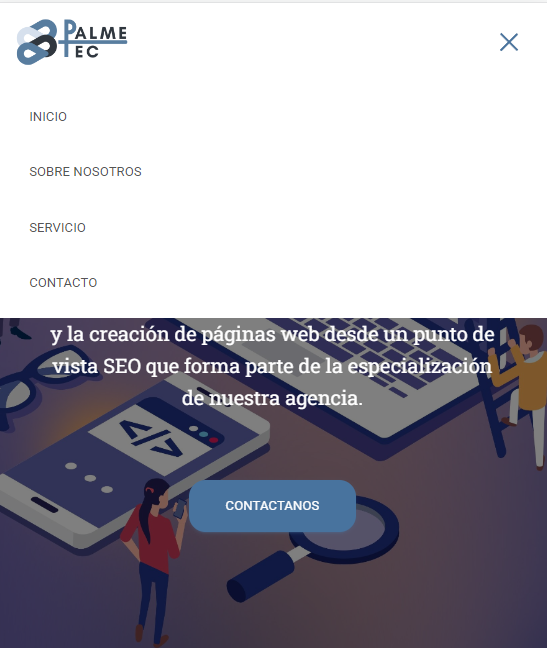 PALME
TEC
INICIO
SOBRE NOSOTROS
SERVICIO
CONTACTO
y la creación de páginas web desde un punto de
vista SEO que forma parte de la especialización
de nuestra agencia.
</>
CONTACTANOS